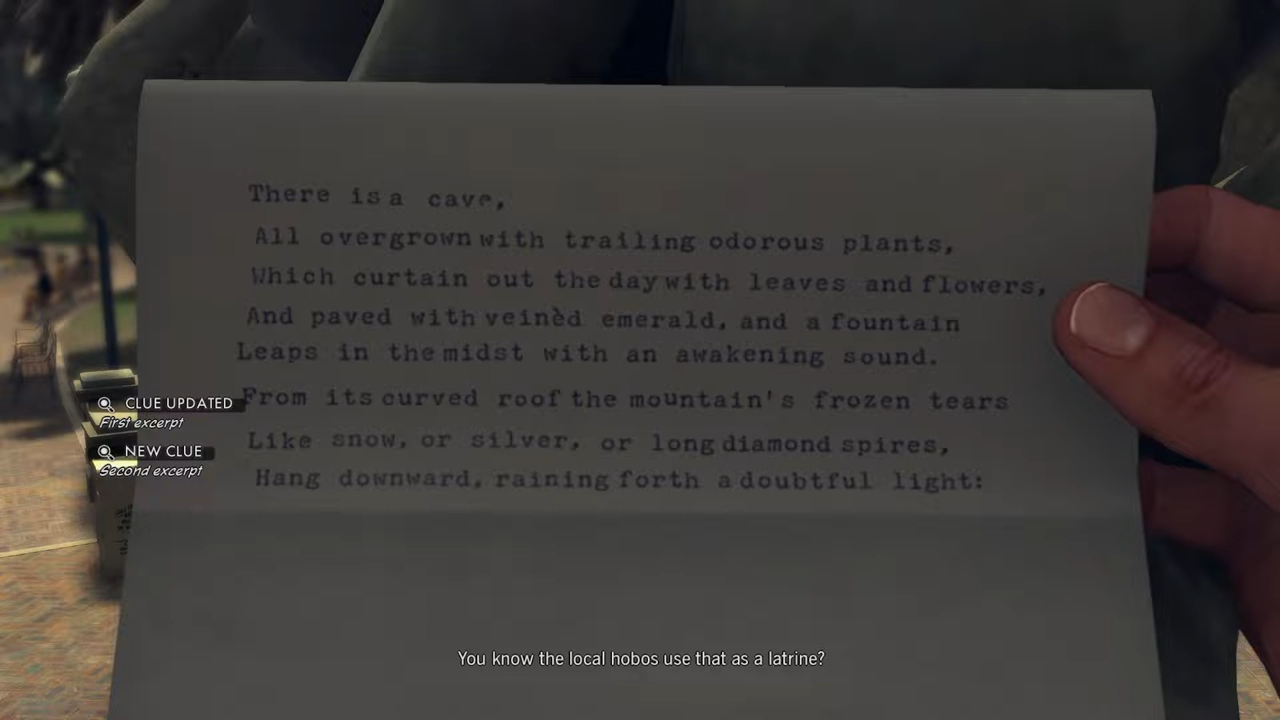 There is a cave,
All overgrown with trailing odorous plants,
Which curtain out the day with leaves and flowers,
And paved with veinèd emerald, and a fountain
Leaps in the midst with an awakening sound.
From its curved roof the mountain's frozen tears
Like snow, or silver, or long diamond spires,
Hang downward, raining forth a doubtful light:
CLUE UPDATED
First excerpt
NEW CLUE
Second excerpt
You know the local hobos use that as a latrine?